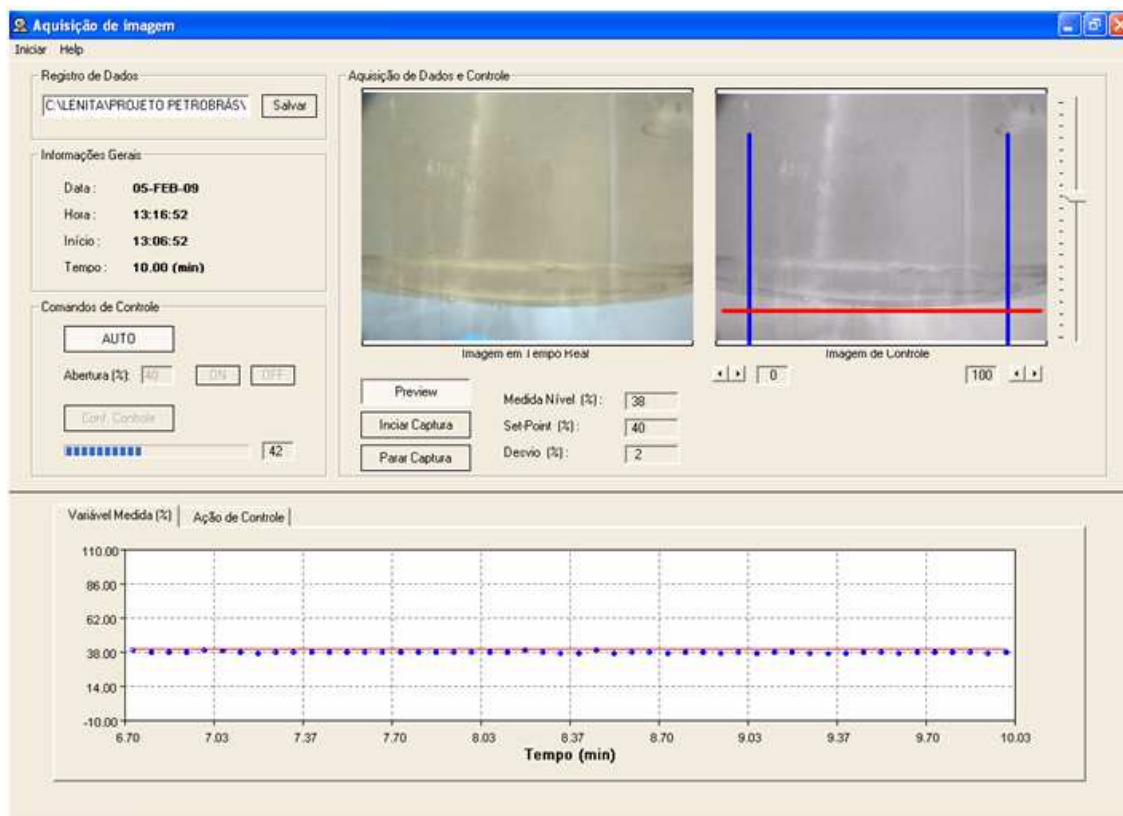 Aquisição de imagem
Iniciar Help
Registro de Dados
C:\LENITA\PROJETO PETROBRÁS\
Salvar
Informações Gerais
Data : 05-FEB-09
Hora : 13:16:52
Início : 13:06:52
Tempo : 10.00 (min)
Comandos de Controle
AUTO
Abertura (%): 40 ON OFF
Conf. Controle
42
Aquisição de Dados e Controle
Imagem em Tempo Real
Imagem de Controle
0
100
Preview
Inciar Captura
Parar Captura
Medida Nível (%) : 38
Set-Point (%) : 40
Desvio (%) : 2
Variável Medida (%) Ação de Controle
110.00
86.00
62.00
38.00
14.00
-10.00
6.70 7.03 7.37 7.70 8.03 8.37 8.70 9.03 9.37 9.70 10.03
Tempo (min)